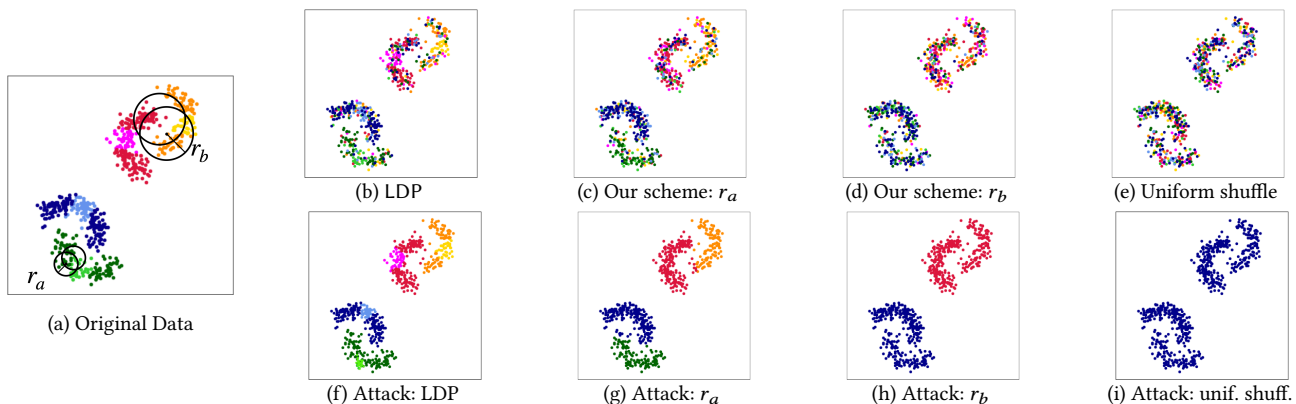 r_b
r_a
(a) Original Data
(b) LDP
(c) Our scheme: r_a
(d) Our scheme: r_b
(e) Uniform shuffle
(f) Attack: LDP
(g) Attack: r_a
(h) Attack: r_b
(i) Attack: unif. shuff.